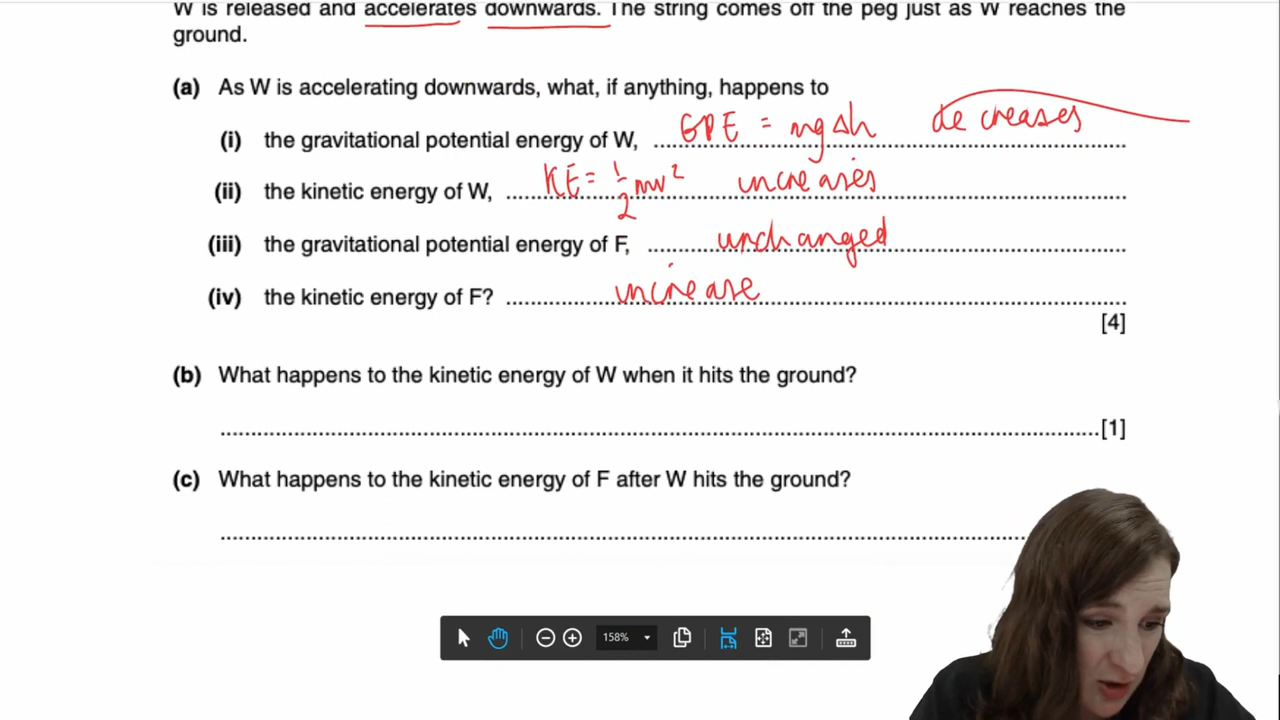 W is released and accelerates downwards. The string comes off the peg just as W reaches the
ground.
(a) As W is accelerating downwards, what, if anything, happens to
(i) the gravitational potential energy of W, GPE = mgΔh decreases
(ii) the kinetic energy of W, KE = 1/2 mv² increases
(iii) the gravitational potential energy of F, unchanged
(iv) the kinetic energy of F? increase
[4]
(b) What happens to the kinetic energy of W when it hits the ground?
[1]
(c) What happens to the kinetic energy of F after W hits the ground?
158%